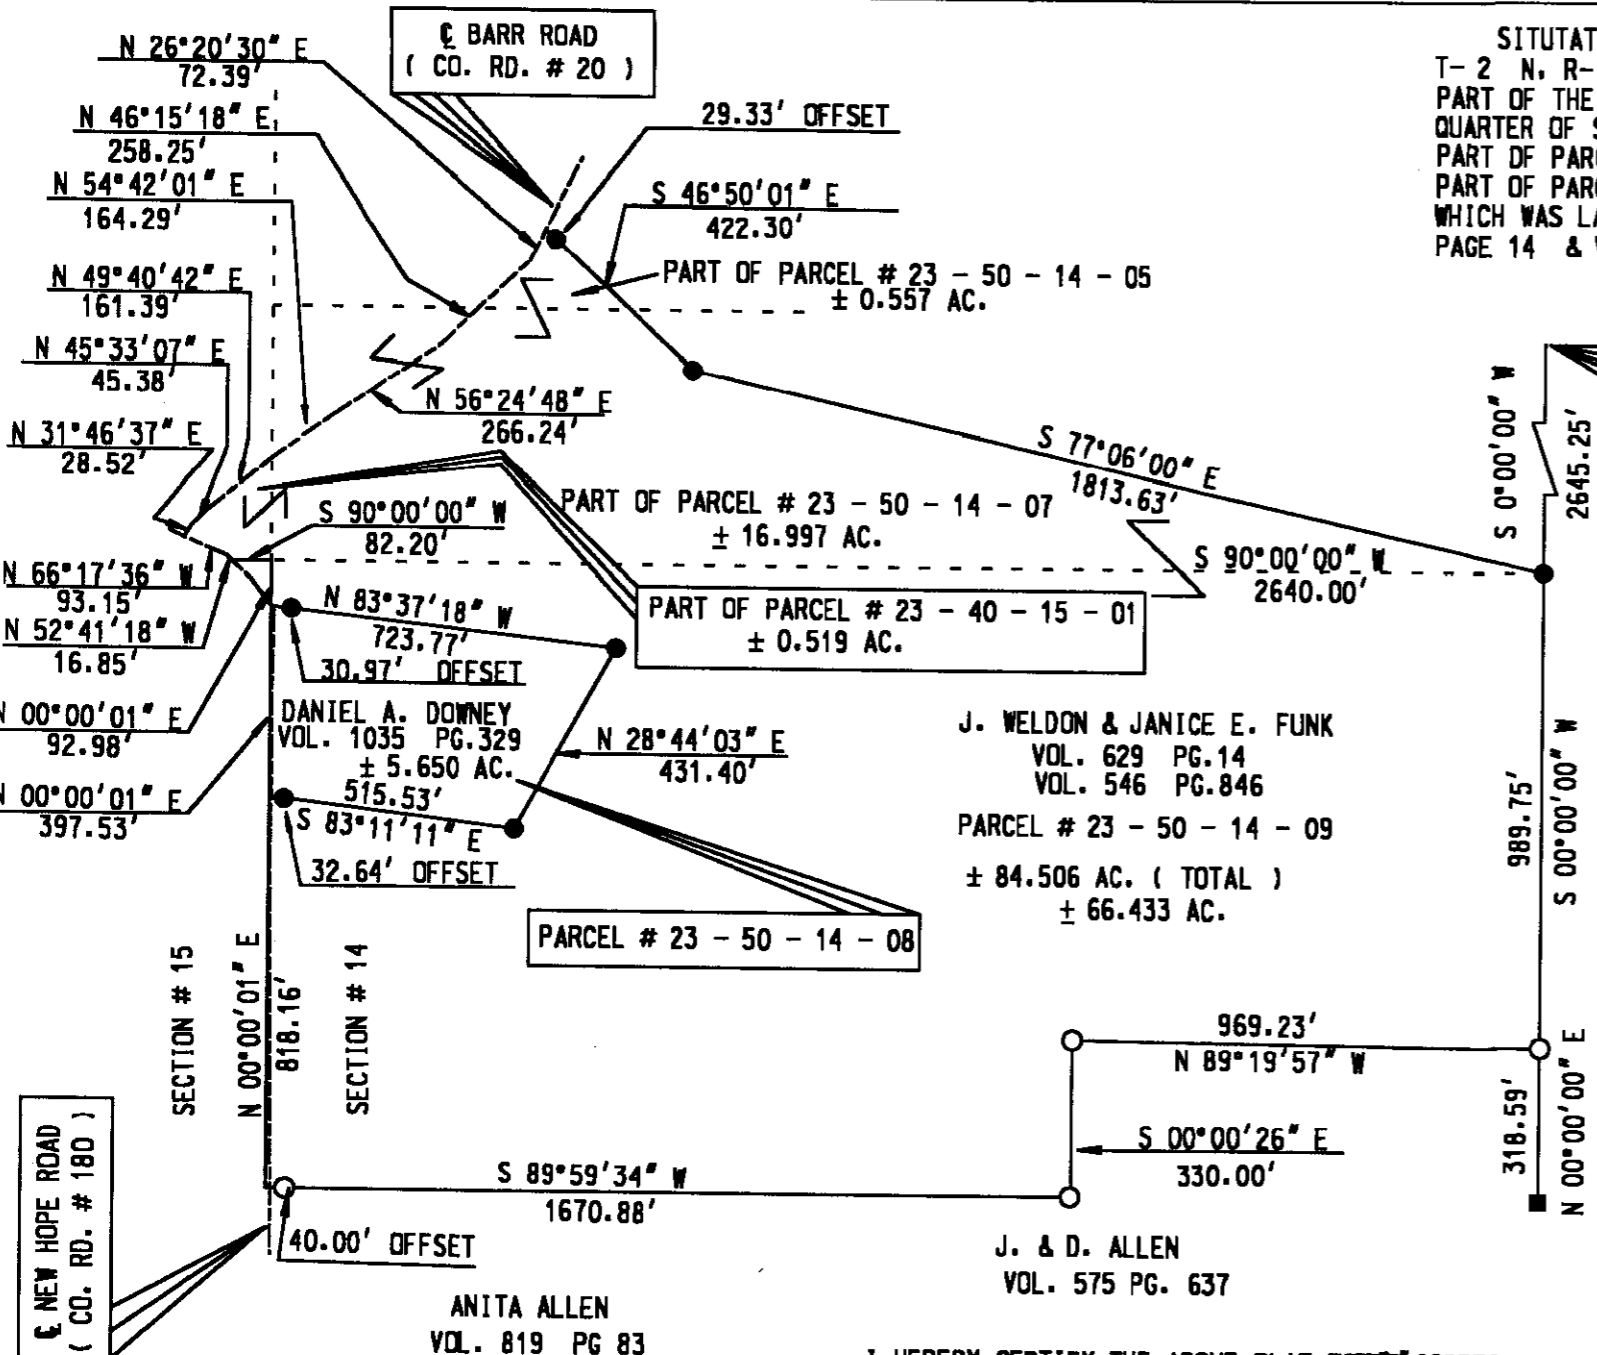 ℄ BARR ROAD
( CO. RD. # 20 )
N 26°20'30" E
72.39'
N 46°15'18" E
258.25'
N 54°42'01" E
164.29'
N 49°40'42" E
161.39'
N 45°33'07" E
45.38'
N 31°46'37" E
28.52'
29.33' OFFSET
S 46°50'01" E
422.30'
PART OF PARCEL # 23 - 50 - 14 - 05
± 0.557 AC.
SITUTAT
T- 2 N. R-
PART OF THE
QUARTER OF
PART OF PAR
PART OF PAR
WHICH WAS LA
PAGE 14 &
N 56°24'48" E
266.24'
S 77°06'00" E
1813.63'
S 0°00'00" W
2645.25'
PART OF PARCEL # 23 - 50 - 14 - 07
± 16.997 AC.
S 90°00'00" W
82.20'
S 90°00'00" W
2640.00'
N 66°17'36" W
93.15'
N 52°41'18" W
16.85'
N 00°00'01" E
92.98'
N 00°00'01" E
397.53'
N 83°37'18" W
723.77'
30.97' OFFSET
PART OF PARCEL # 23 - 40 - 15 - 01
± 0.519 AC.
DANIEL A. DOWNEY
VOL. 1035 PG.329
± 5.650 AC.
N 28°44'03" E
431.40'
515.53'
S 83°11'11" E
32.64' OFFSET
J. WELDON & JANICE E. FUNK
VOL. 629 PG.14
VOL. 546 PG.846
PARCEL # 23 - 50 - 14 - 09
± 84.506 AC. ( TOTAL )
± 66.433 AC.
989.75'
S 00°00'00" W
PARCEL # 23 - 50 - 14 - 08
SECTION # 15
N 00°00'01" E
818.16'
SECTION # 14
969.23'
N 89°19'57" W
S 00°00'26" E
330.00'
318.59'
N 00°00'00" E
℄ NEW HOPE ROAD
( CO. RD. # 180 )
S 89°59'34" W
1670.88'
40.00' OFFSET
J. & D. ALLEN
VOL. 575 PG. 637
ANITA ALLEN
VOL. 819 PG 83
I HEREBY CERTIFY THE ABOVE PLAT